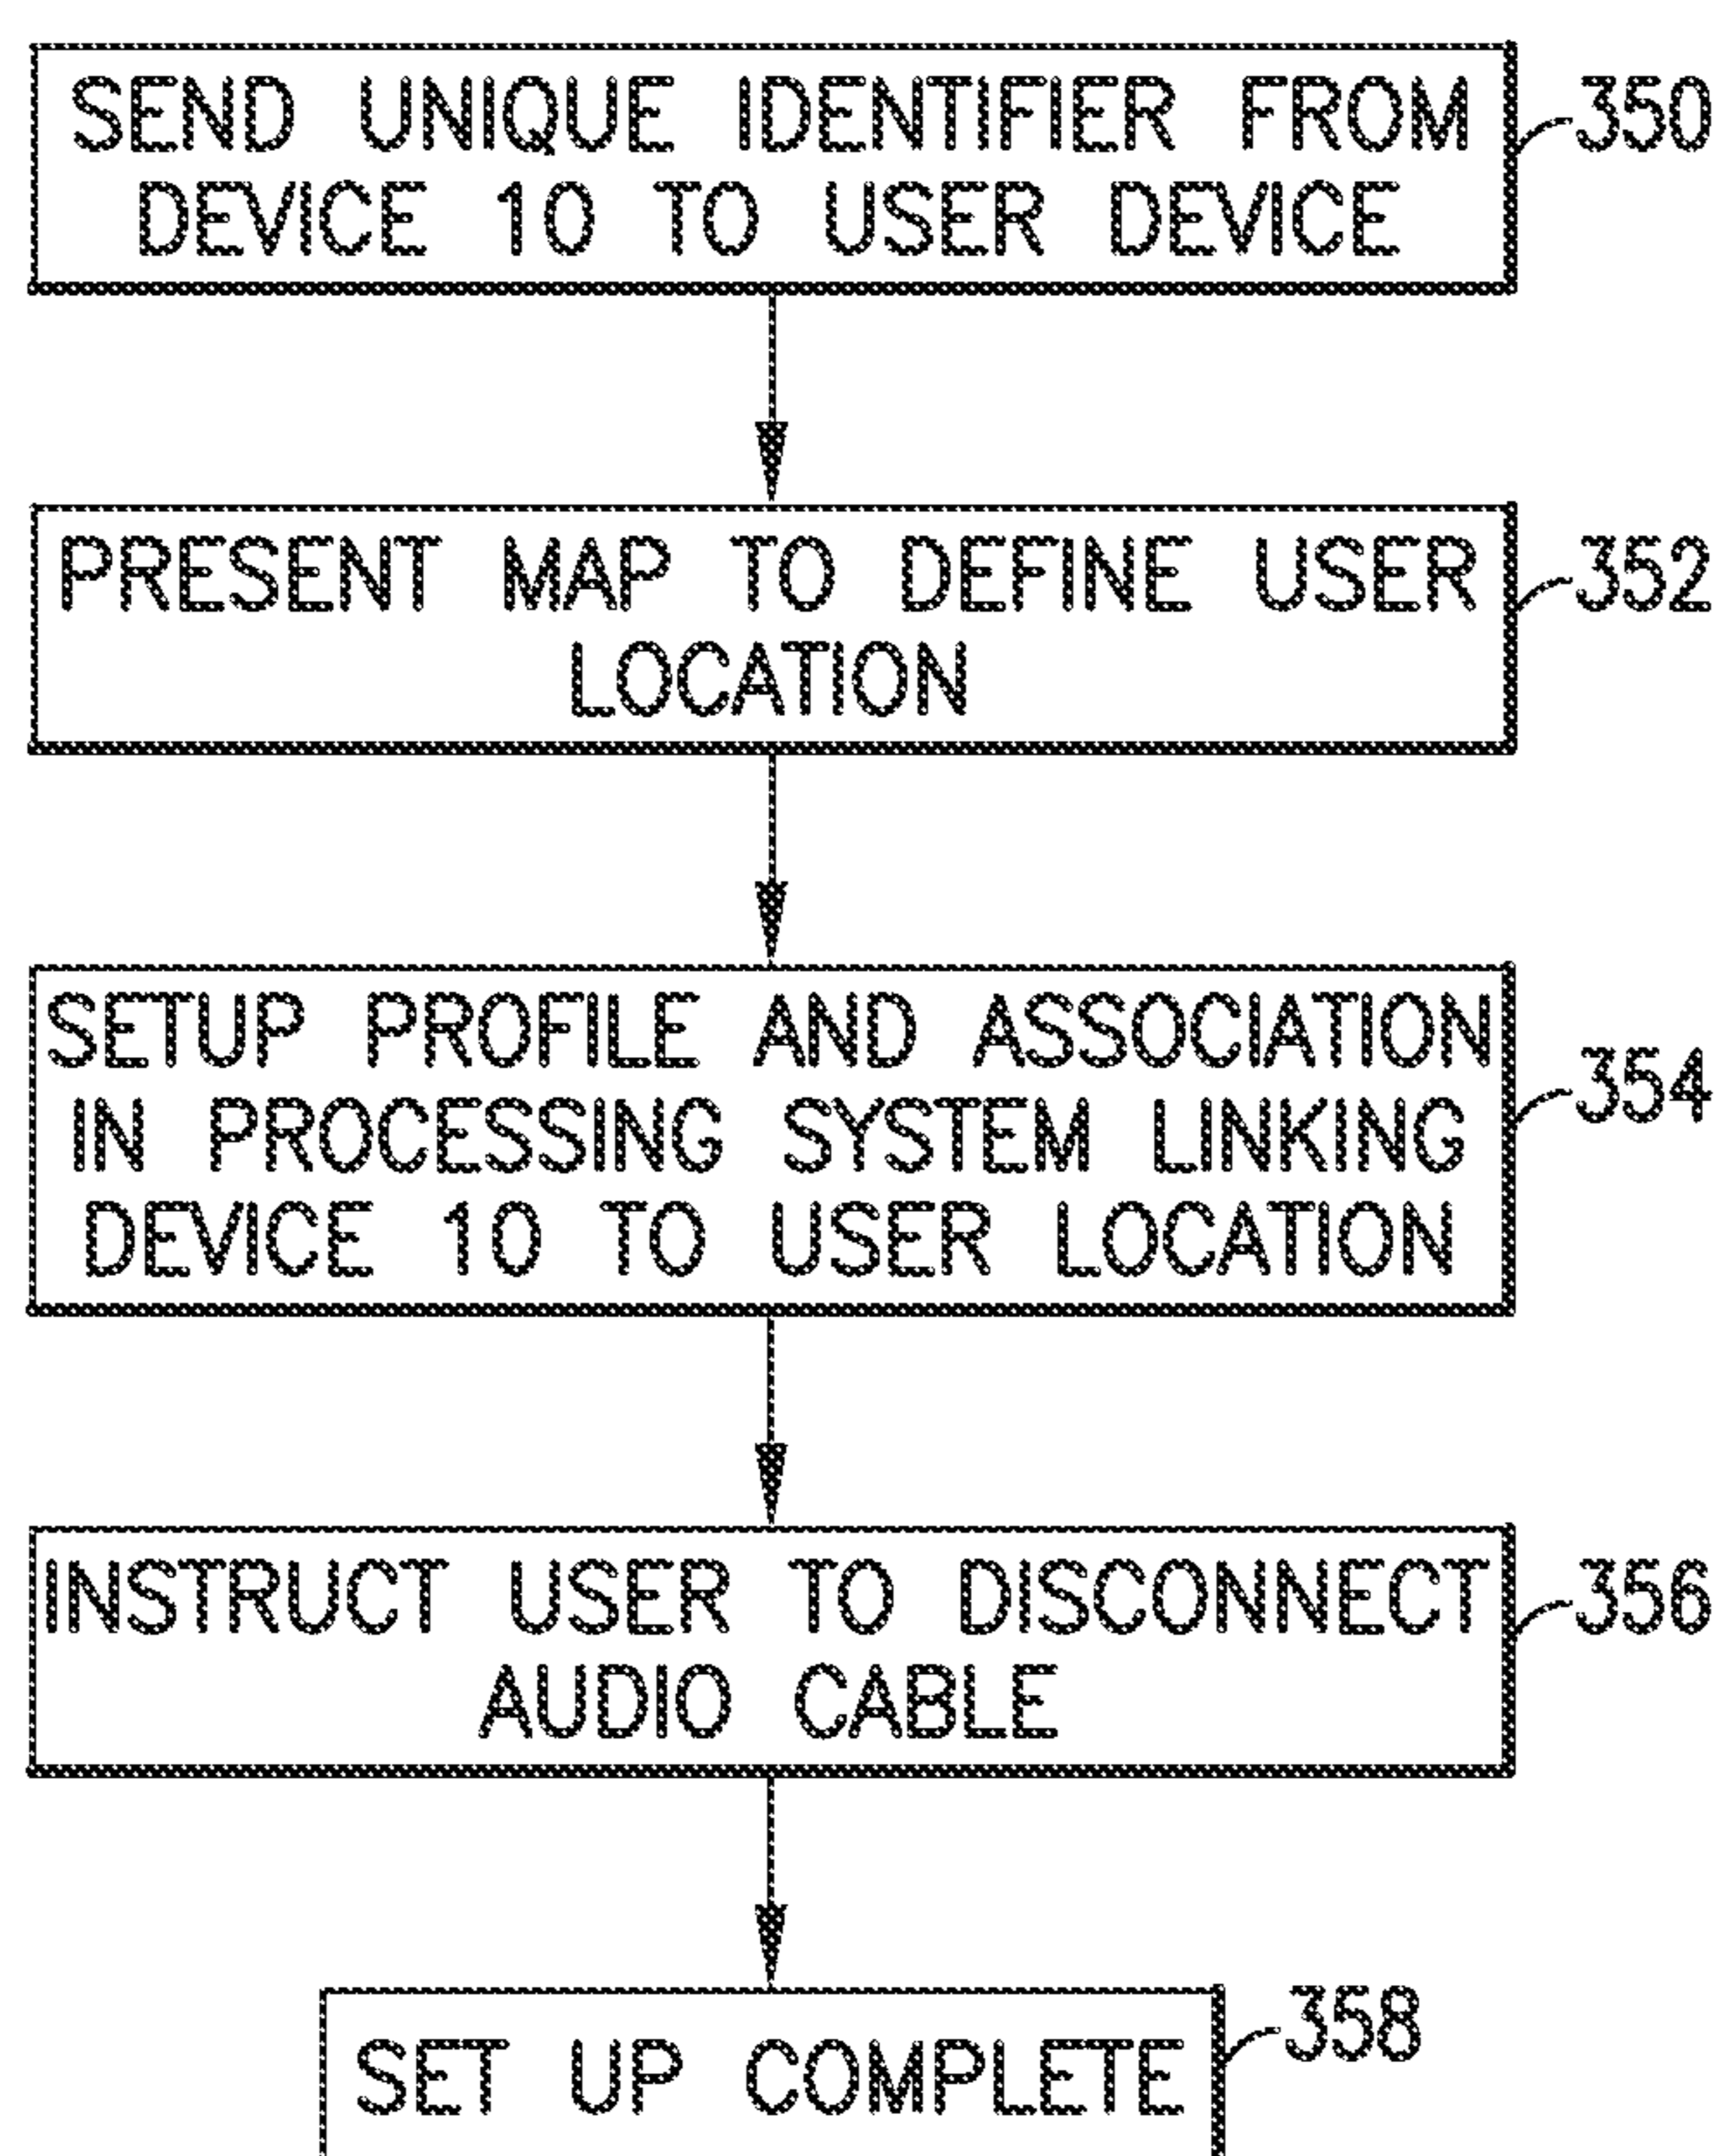 SEND UNIQUE IDENTIFIER FROM
DEVICE 10 TO USER DEVICE
350
PRESENT MAP TO DEFINE USER
LOCATION
352
SETUP PROFILE AND ASSOCIATION
IN PROCESSING SYSTEM LINKING
DEVICE 10 TO USER LOCATION
354
INSTRUCT USER TO DISCONNECT
AUDIO CABLE
356
SET UP COMPLETE
358